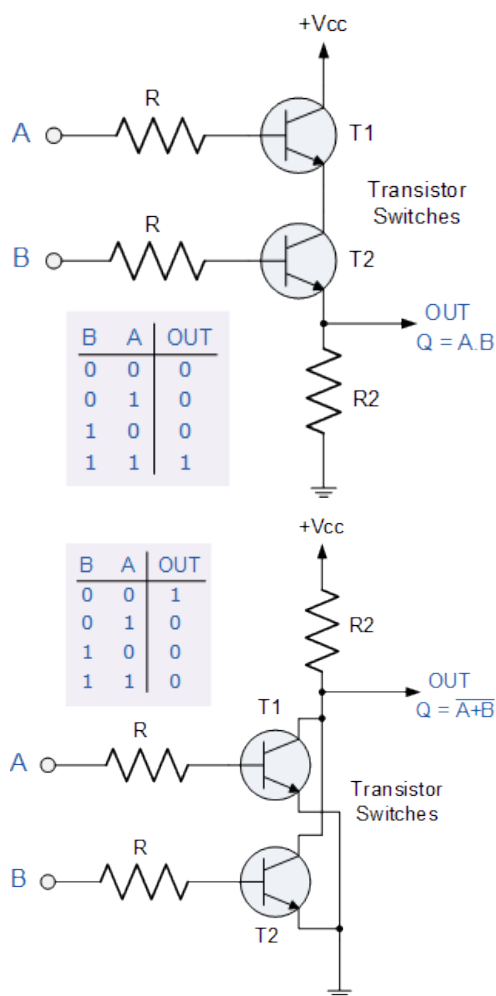 +Vcc
R
A
T1
Transistor
Switches
R
B
T2
OUT
Q = A.B
B A OUT
0 0 0
0 1 0
1 0 0
1 1 1
R2
+Vcc
B A OUT
0 0 1
0 1 0
1 0 0
1 1 0
R2
OUT
Q = A̅+̅B̅
T1
R
A
Transistor
Switches
R
B
T2